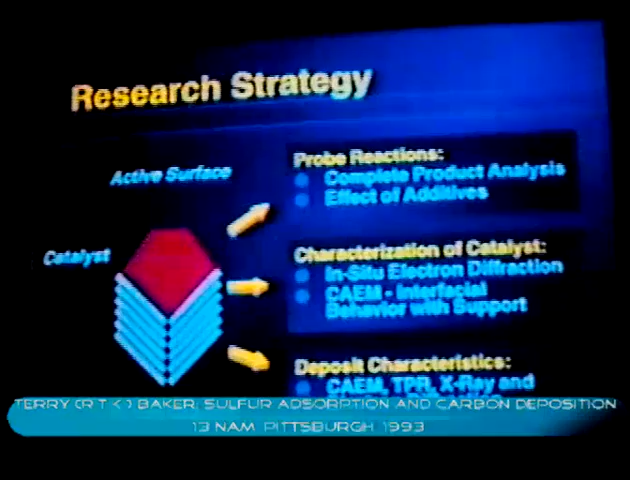 Research Strategy
Active Surface
Catalyst
Probe Reactions:
Complete Product Analysis
Effect of Additives
Characterization of Catalyst:
In-Situ Electron Diffraction
CAEM - Interfacial
Behavior with Support
Deposit Characteristics:
CAEM, TPR, X-Ray and
TERRY (R T K ) BAKER: SULFUR ADSORPTION AND CARBON DEPOSITION
13 NAM PITTSBURGH 1993